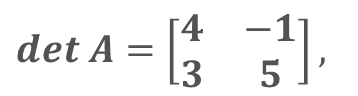 det A = [4 -1
3 5],